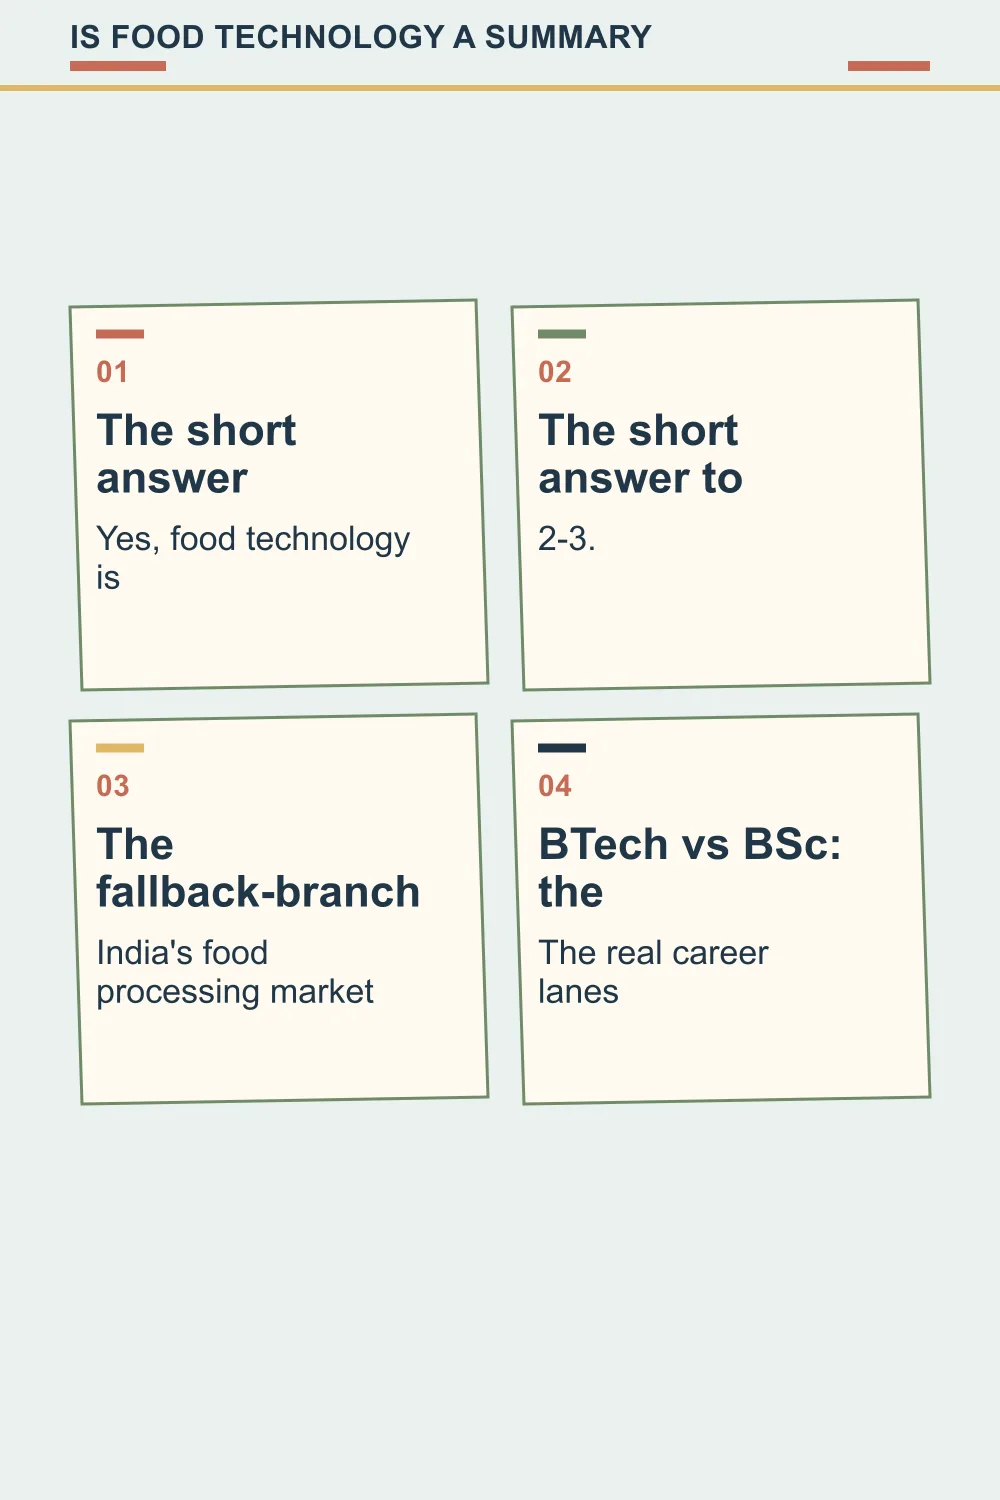 IS FOOD TECHNOLOGY A SUMMARY
01
The short
answer
Yes, food technology
is
02
The short
answer to
2-3.
03
The
fallback-branch
India's food
processing market
04
BTech vs BSc:
the
The real career
lanes